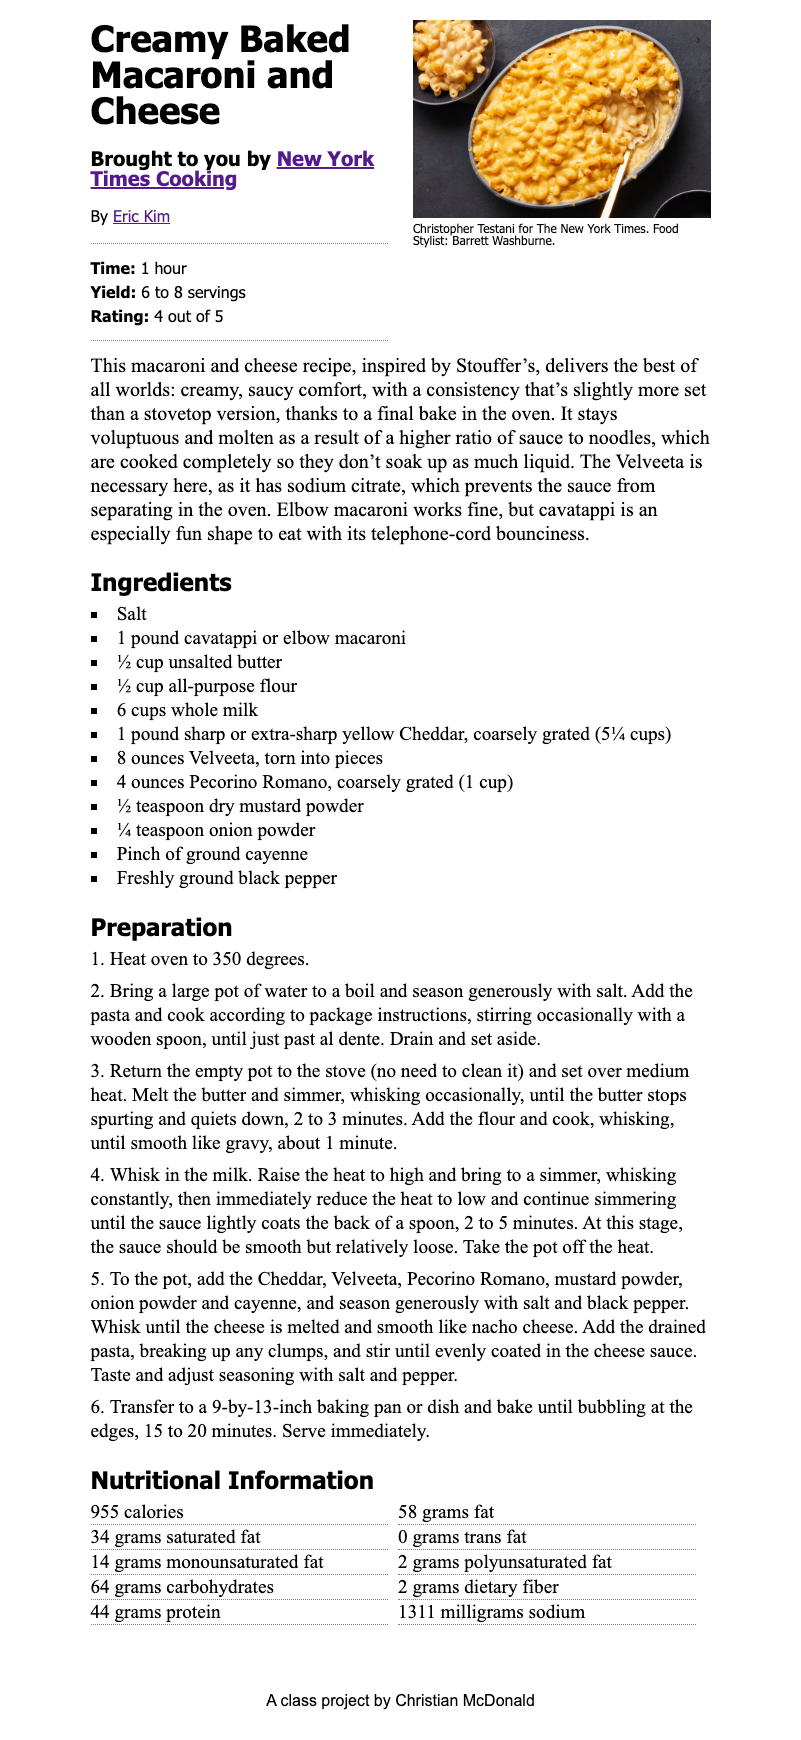 Creamy Baked
Macaroni and
Cheese
Brought to you by New York
Times Cooking
By Eric Kim
Christopher Testani for The New York Times. Food
Stylist: Barrett Washburne.
Time: 1 hour
Yield: 6 to 8 servings
Rating: 4 out of 5
This macaroni and cheese recipe, inspired by Stouffer’s, delivers the best of
all worlds: creamy, saucy comfort, with a consistency that’s slightly more set
than a stovetop version, thanks to a final bake in the oven. It stays
voluptuous and molten as a result of a higher ratio of sauce to noodles, which
are cooked completely so they don’t soak up as much liquid. The Velveeta is
necessary here, as it has sodium citrate, which prevents the sauce from
separating in the oven. Elbow macaroni works fine, but cavatappi is an
especially fun shape to eat with its telephone-cord bounciness.
Ingredients
▪ Salt
▪ 1 pound cavatappi or elbow macaroni
▪ ½ cup unsalted butter
▪ ½ cup all-purpose flour
▪ 6 cups whole milk
▪ 1 pound sharp or extra-sharp yellow Cheddar, coarsely grated (5¼ cups)
▪ 8 ounces Velveeta, torn into pieces
▪ 4 ounces Pecorino Romano, coarsely grated (1 cup)
▪ ½ teaspoon dry mustard powder
▪ ¼ teaspoon onion powder
▪ Pinch of ground cayenne
▪ Freshly ground black pepper
Preparation
1. Heat oven to 350 degrees.
2. Bring a large pot of water to a boil and season generously with salt. Add the
pasta and cook according to package instructions, stirring occasionally with a
wooden spoon, until just past al dente. Drain and set aside.
3. Return the empty pot to the stove (no need to clean it) and set over medium
heat. Melt the butter and simmer, whisking occasionally, until the butter stops
spurting and quiets down, 2 to 3 minutes. Add the flour and cook, whisking,
until smooth like gravy, about 1 minute.
4. Whisk in the milk. Raise the heat to high and bring to a simmer, whisking
constantly, then immediately reduce the heat to low and continue simmering
until the sauce lightly coats the back of a spoon, 2 to 5 minutes. At this stage,
the sauce should be smooth but relatively loose. Take the pot off the heat.
5. To the pot, add the Cheddar, Velveeta, Pecorino Romano, mustard powder,
onion powder and cayenne, and season generously with salt and black pepper.
Whisk until the cheese is melted and smooth like nacho cheese. Add the drained
pasta, breaking up any clumps, and stir until evenly coated in the cheese sauce.
Taste and adjust seasoning with salt and pepper.
6. Transfer to a 9-by-13-inch baking pan or dish and bake until bubbling at the
edges, 15 to 20 minutes. Serve immediately.
Nutritional Information
955 calories 58 grams fat
34 grams saturated fat 0 grams trans fat
14 grams monounsaturated fat 2 grams polyunsaturated fat
64 grams carbohydrates 2 grams dietary fiber
44 grams protein 1311 milligrams sodium
A class project by Christian McDonald